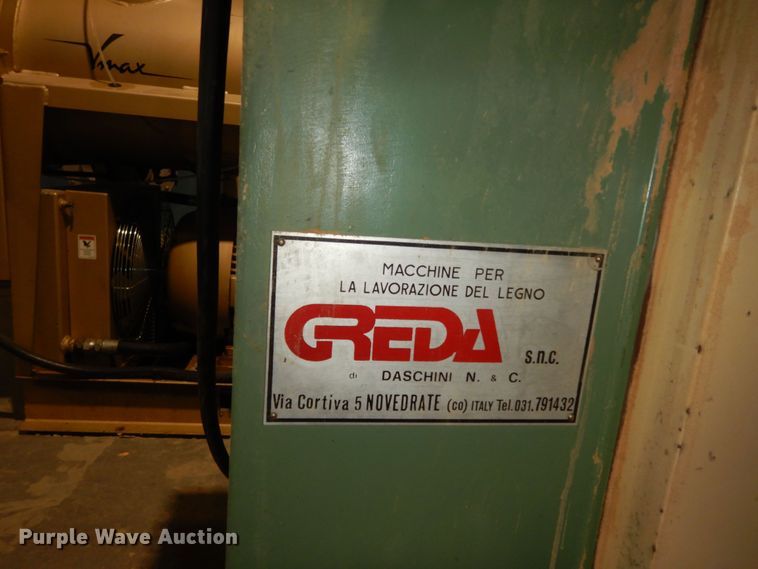 Vmax
MACCHINE PER
LA LAVORAZIONE DEL LEGNO
GREDA s.n.c.
di DASCHINI N. & C.
Via Cortiva 5 NOVEDRATE (CO) ITALY Tel. 031.791432
Purple Wave Auction